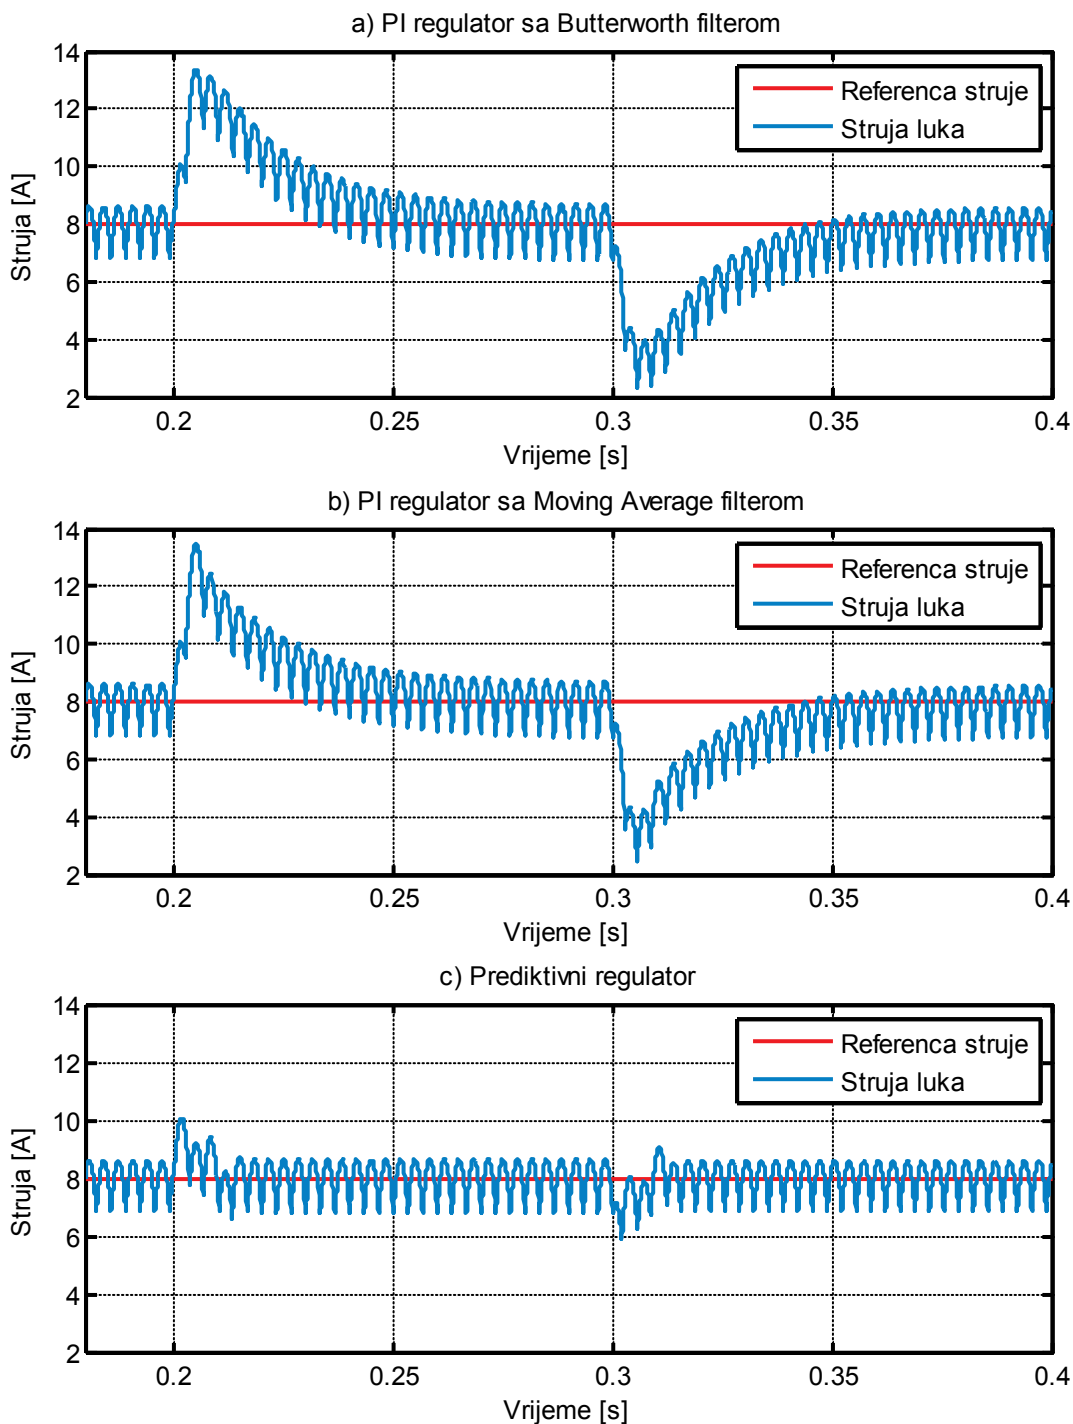 a) PI regulator sa Butterworth filterom
14
12
10
8
6
4
2
Struja [A]
Referenca struje
Struja luka
0.2
0.25
0.3
0.35
0.4
Vrijeme [s]
b) PI regulator sa Moving Average filterom
14
12
10
8
6
4
2
Struja [A]
Referenca struje
Struja luka
0.2
0.25
0.3
0.35
0.4
Vrijeme [s]
c) Prediktivni regulator
14
12
10
8
6
4
2
Struja [A]
Referenca struje
Struja luka
0.2
0.25
0.3
0.35
0.4
Vrijeme [s]